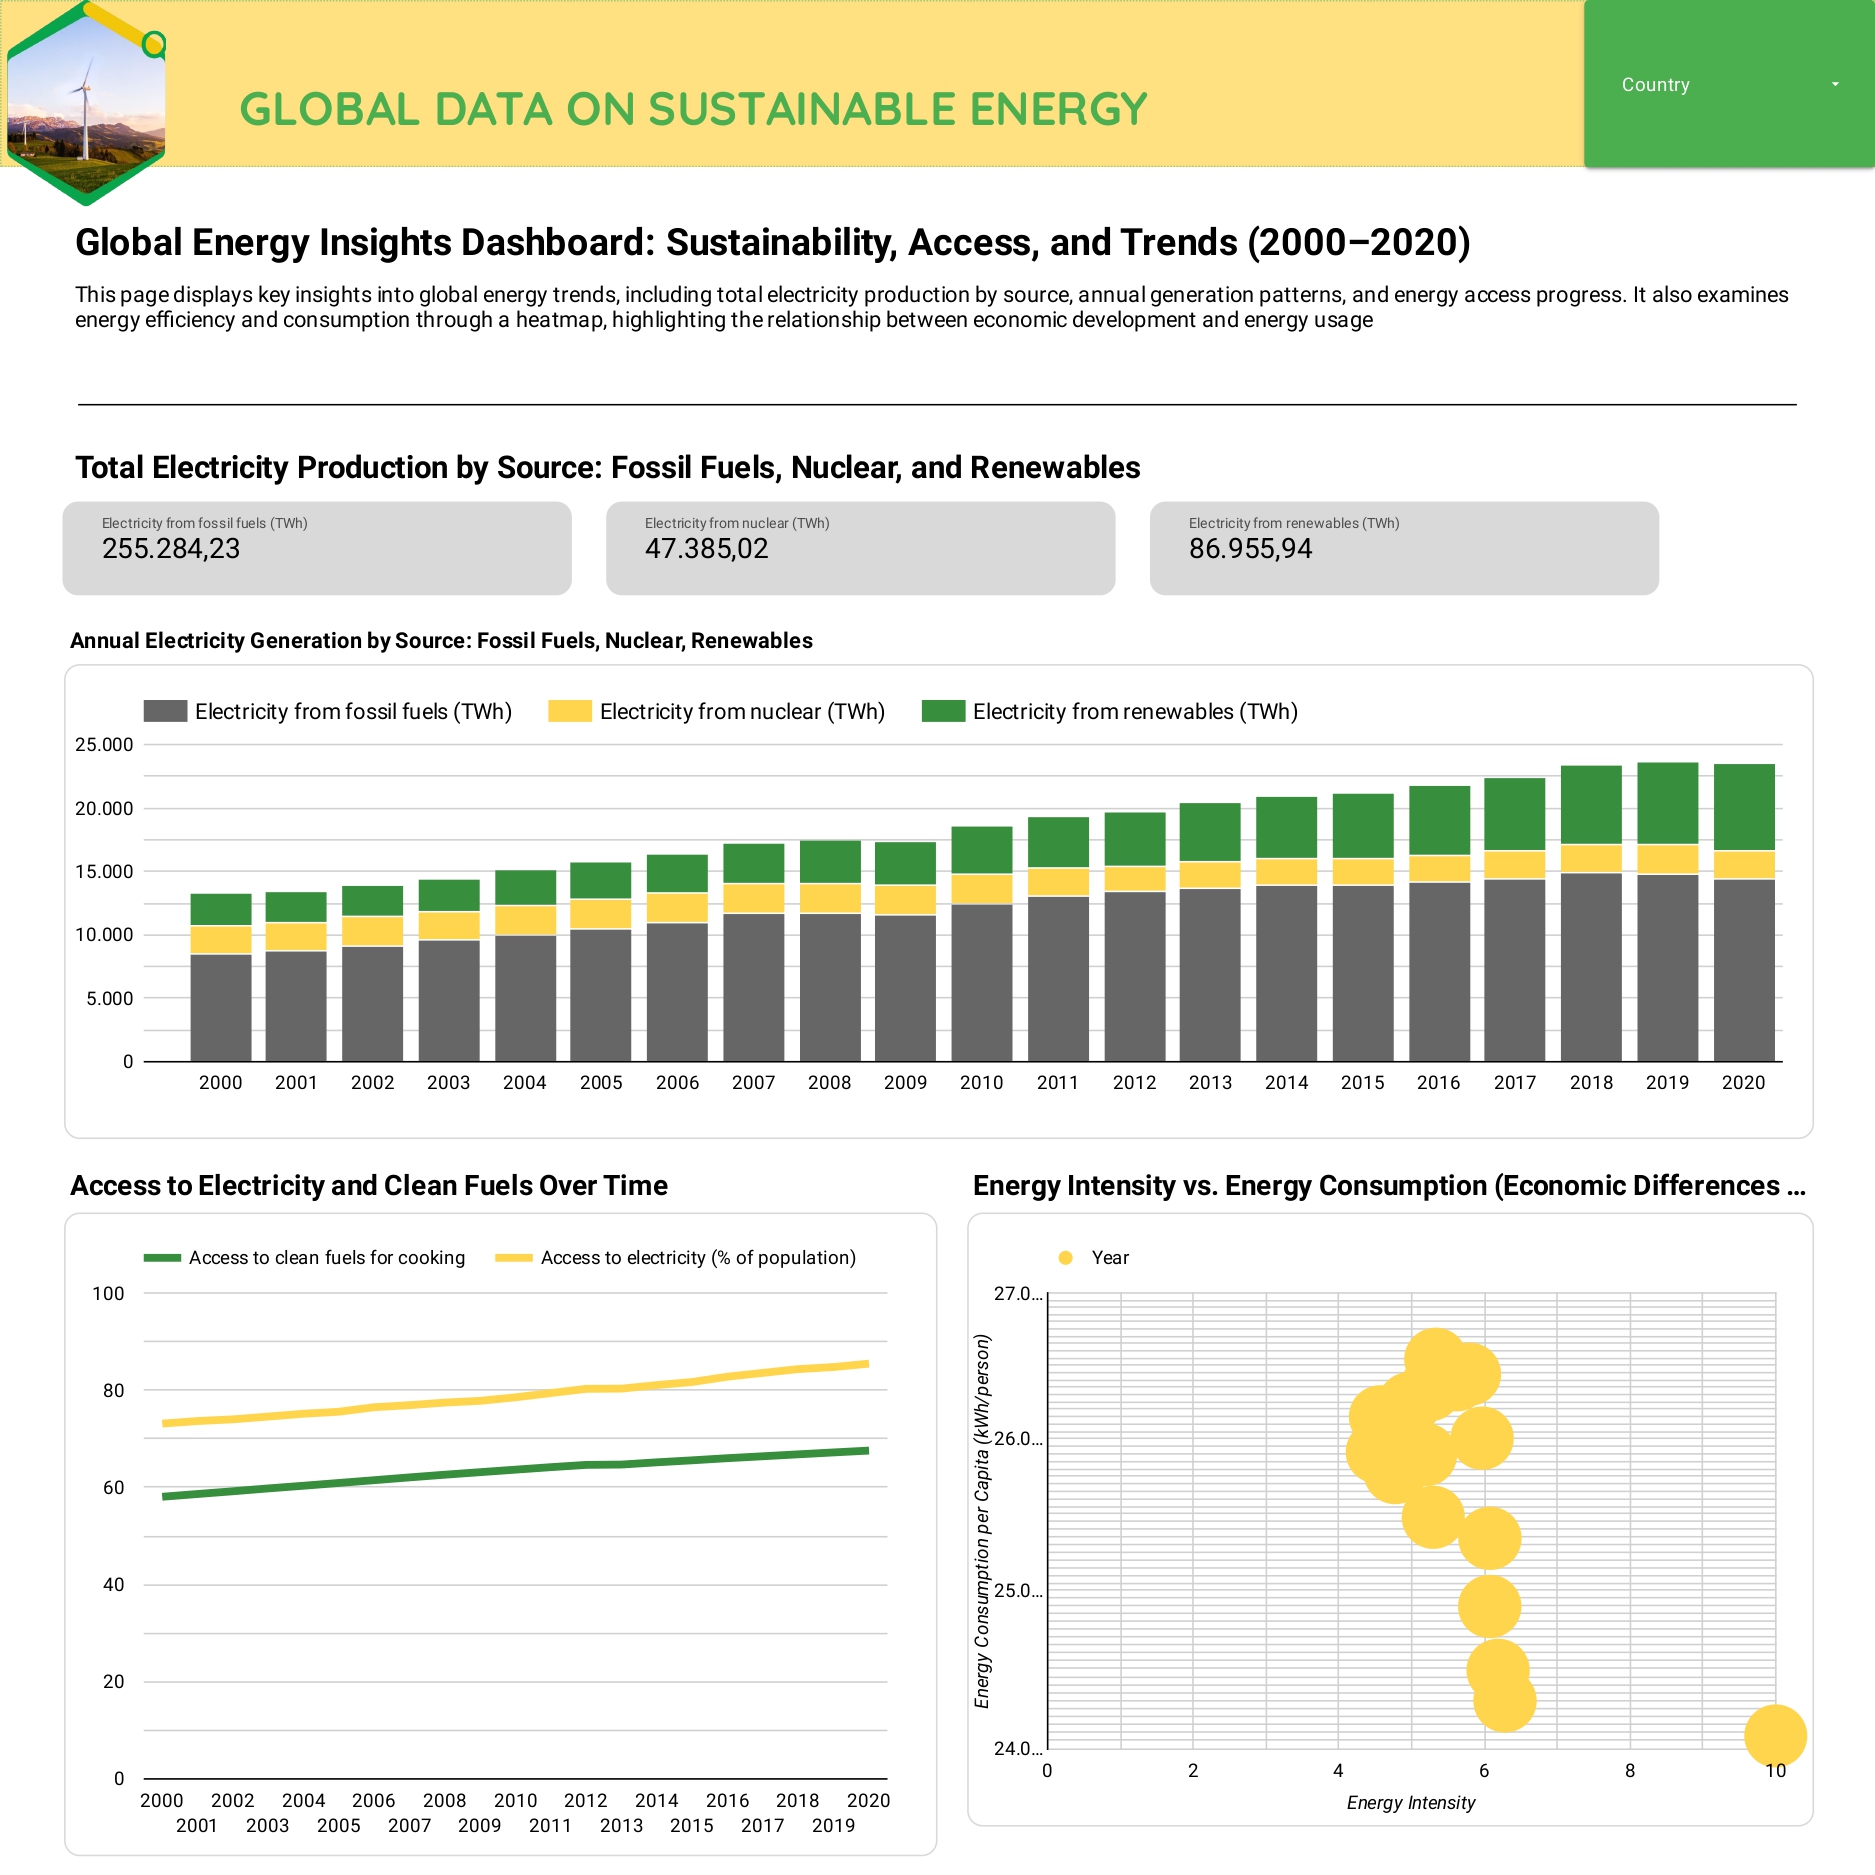 GLOBAL DATA ON SUSTAINABLE ENERGY
Country
Global Energy Insights Dashboard: Sustainability, Access, and Trends (2000–2020)
This page displays key insights into global energy trends, including total electricity production by source, annual generation patterns, and energy access progress. It also examines
energy efficiency and consumption through a heatmap, highlighting the relationship between economic development and energy usage
Total Electricity Production by Source: Fossil Fuels, Nuclear, and Renewables
Electricity from fossil fuels (TWh)
255.284,23
Electricity from nuclear (TWh)
47.385,02
Electricity from renewables (TWh)
86.955,94
Annual Electricity Generation by Source: Fossil Fuels, Nuclear, Renewables
Electricity from fossil fuels (TWh) Electricity from nuclear (TWh) Electricity from renewables (TWh)
25.000
20.000
15.000
10.000
5.000
0
2000 2001 2002 2003 2004 2005 2006 2007 2008 2009 2010 2011 2012 2013 2014 2015 2016 2017 2018 2019 2020
Access to Electricity and Clean Fuels Over Time
Access to clean fuels for cooking Access to electricity (% of population)
100
80
60
40
20
0
2000 2002 2004 2006 2008 2010 2012 2014 2016 2018 2020
2001 2003 2005 2007 2009 2011 2013 2015 2017 2019
Energy Intensity vs. Energy Consumption (Economic Differences ...
Year
Energy Consumption per Capita (kWh/person)
27.0...
26.0...
25.0...
24.0...
0 2 4 6 8 10
Energy Intensity